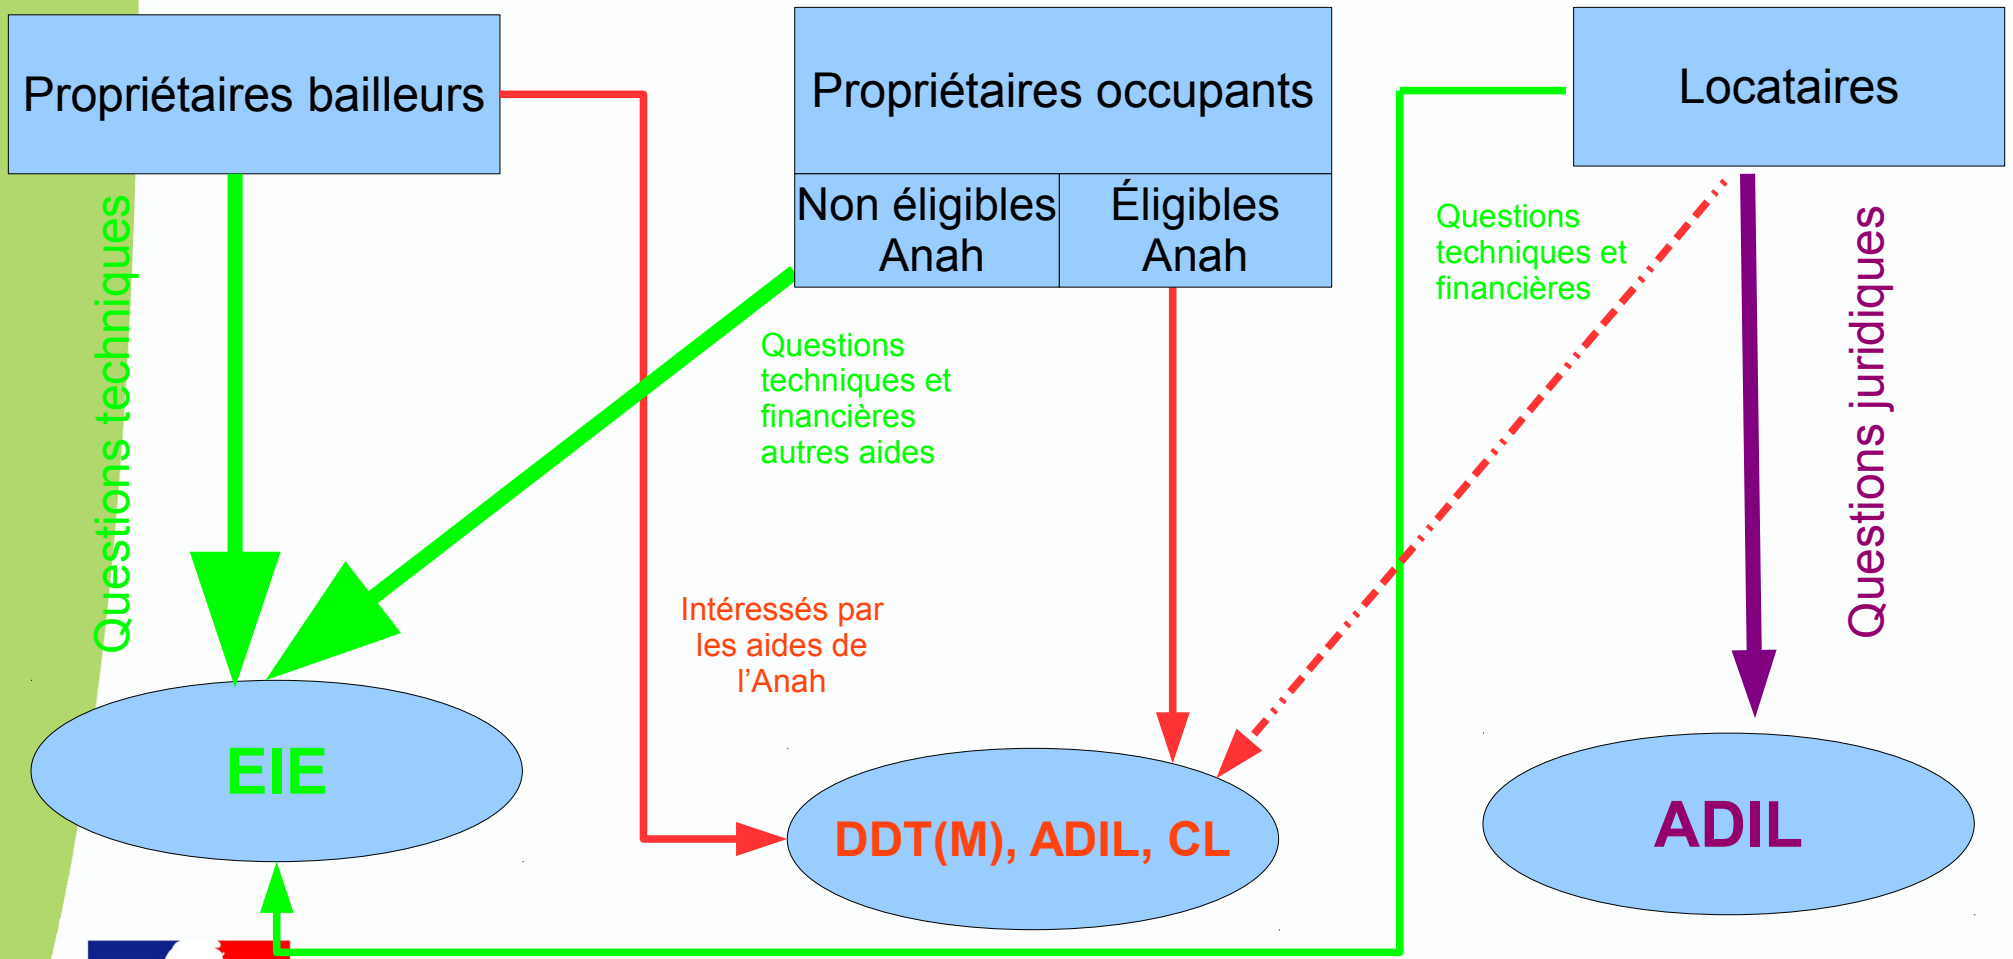 Propriétaires bailleurs
Propriétaires occupants
Locataires
Non éligibles
Anah
Éligibles
Anah
Questions techniques
Questions
techniques et
financières
autres aides
Questions
techniques et
financières
Questions juridiques
Intéressés par
les aides de
l’Anah
EIE
DDT(M), ADIL, CL
ADIL